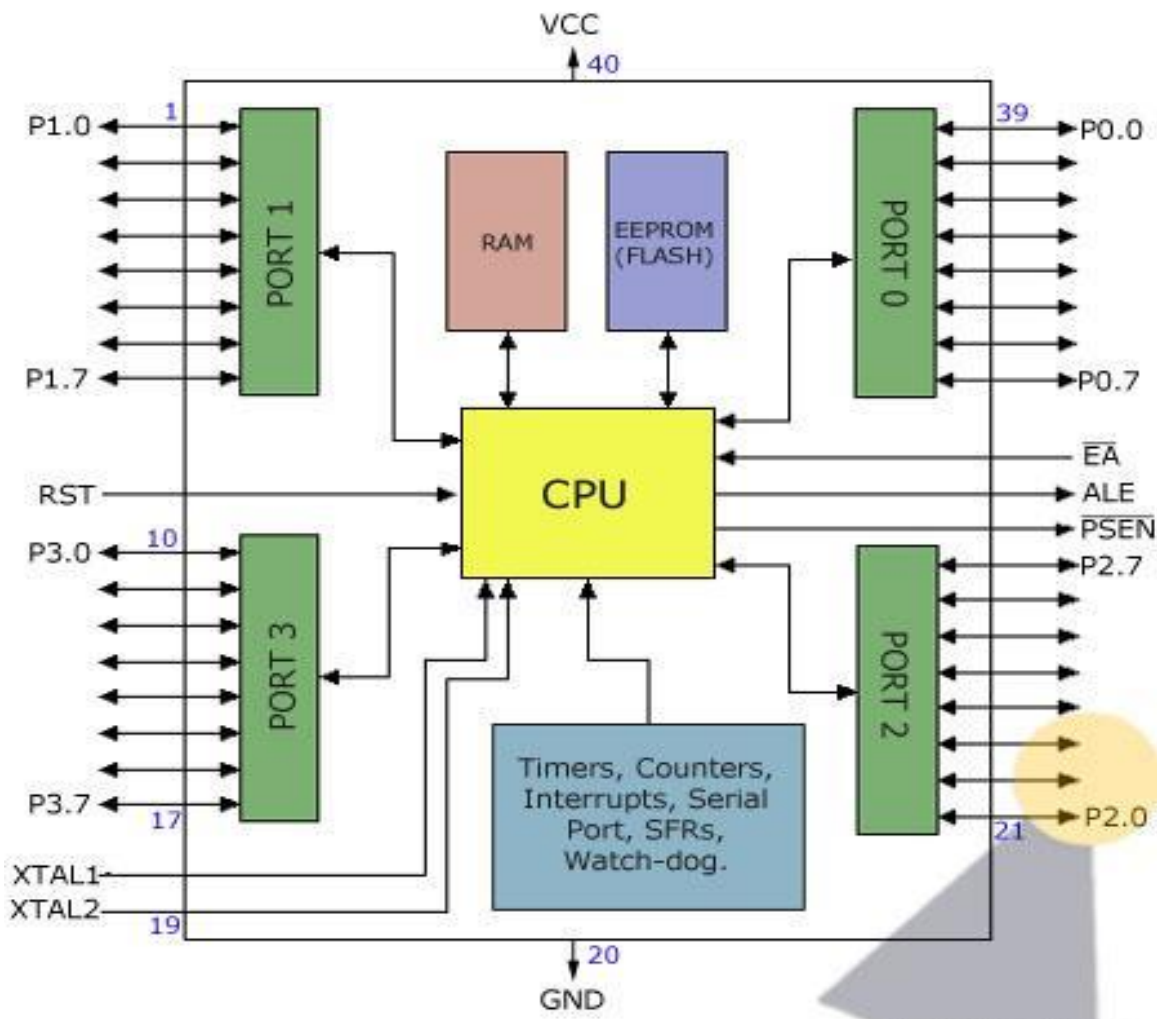 VCC
40
1
39
P1.0
P0.0
PORT 1
RAM
EEPROM
(FLASH)
PORT 0
P1.7
P0.7
CPU
E̅A̅
RST
ALE
P̅S̅E̅N̅
10
P3.0
P2.7
PORT 3
PORT 2
Timers, Counters,
Interrupts, Serial
Port, SFRs,
Watch-dog.
P3.7
17
P2.0
21
XTAL1
XTAL2
19
20
GND